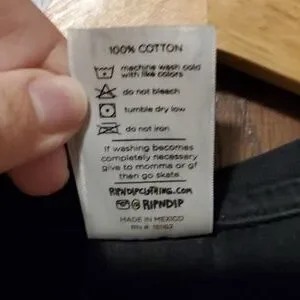 100% COTTON
machine wash cold
with like colors
do not bleach
tumble dry low
do not iron
if washing becomes
completely necessary
give to momma or gf
then go skate
RIPNDIPCLOTHING.COM
@RIPNDIP
MADE IN MEXICO
RN #: